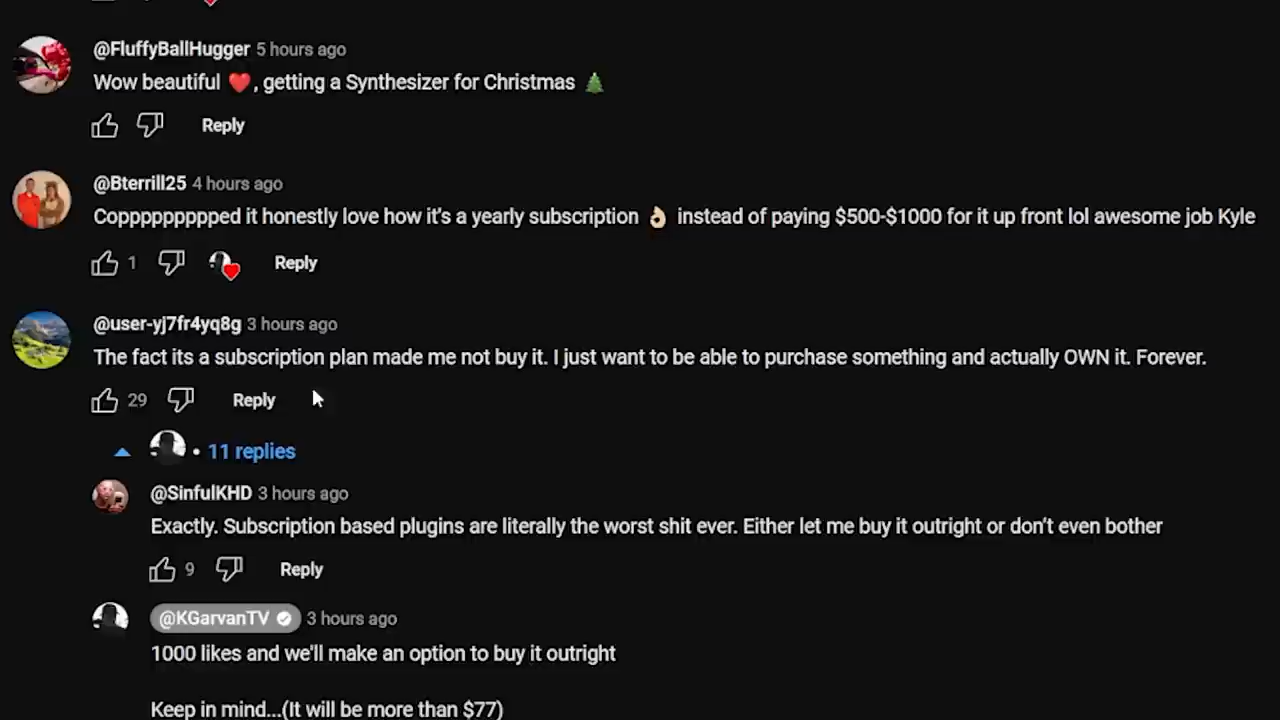 @FluffyBallHugger 5 hours ago
Wow beautiful ❤️, getting a Synthesizer for Christmas 🎄
Reply
@Bterrill25 4 hours ago
Copppppppppped it honestly love how it's a yearly subscription 👌🏻 instead of paying $500-$1000 for it up front lol awesome job Kyle
1 Reply
@user-yj7fr4yq8g 3 hours ago
The fact its a subscription plan made me not buy it. I just want to be able to purchase something and actually OWN it. Forever.
29 Reply
• 11 replies
@SinfulKHD 3 hours ago
Exactly. Subscription based plugins are literally the worst shit ever. Either let me buy it outright or don't even bother
9 Reply
@KGarvanTV 3 hours ago
1000 likes and we'll make an option to buy it outright
Keep in mind...(It will be more than $77)